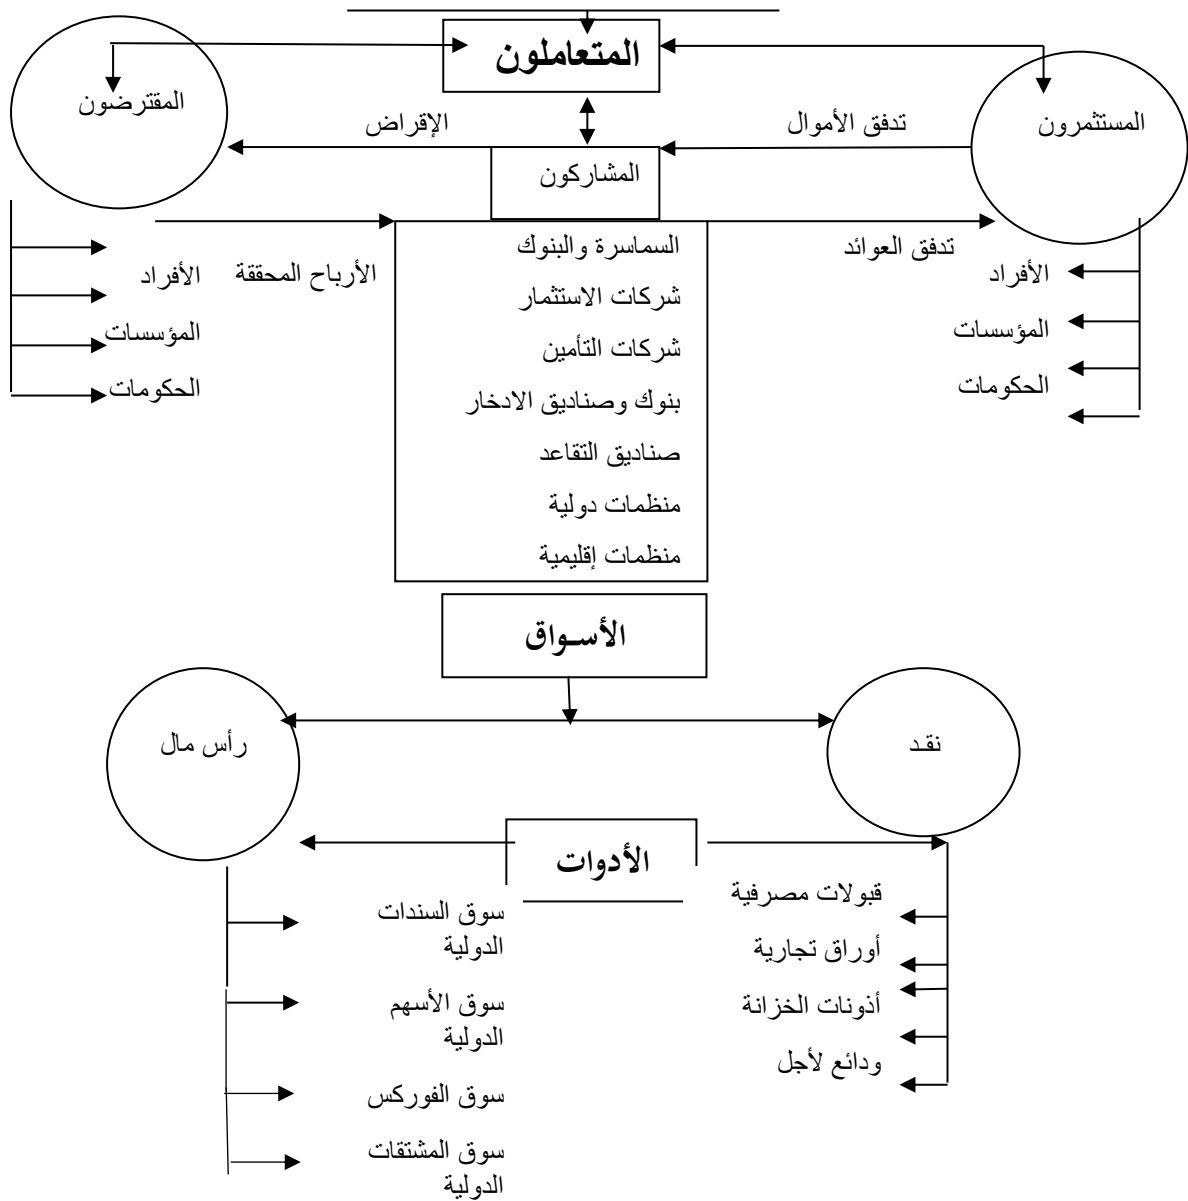 المتعاملون
المقترضون
المستثمرون
الإقراض
تدفق الأموال
المشاركون
السماسرة والبنوك
تدفق العوائد
الأرباح المحققة
الأفراد
المؤسسات
الحكومات
شركات الاستثمار
شركات التأمين
بنوك وصناديق الادخار
صناديق التقاعد
منظمات دولية
منظمات إقليمية
الأفراد
المؤسسات
الحكومات
الأسـواق
نقـد
رأس مال
الأدوات
قبولات مصرفية
أوراق تجارية
أذونات الخزانة
ودائع لأجل
سوق السندات
الدولية
سوق الأسهم
الدولية
سوق الفوركس
سوق المشتقات
الدولية